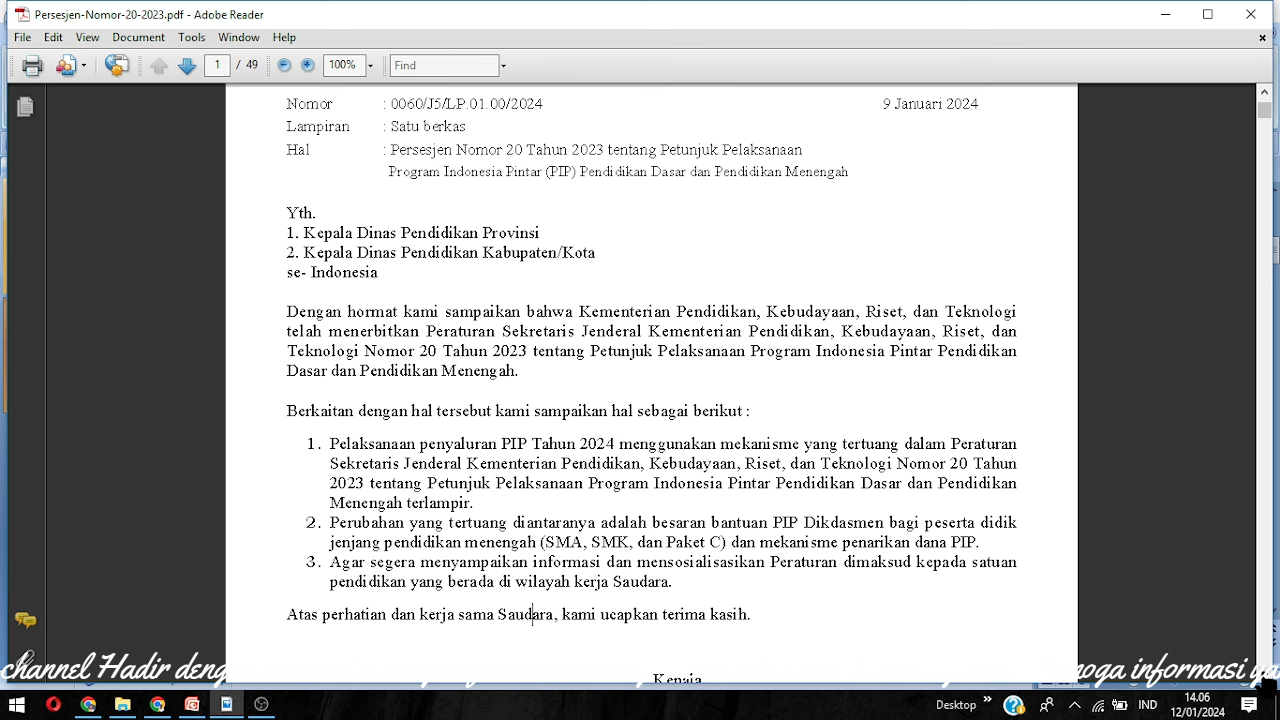 Persesjen-Nomor-20-2023.pdf - Adobe Reader
File Edit View Document Tools Window Help
1 / 49 100% Find
Nomor : 0060/J5/LP.01.00/2024 9 Januari 2024
Lampiran : Satu berkas
Hal : Persesjen Nomor 20 Tahun 2023 tentang Petunjuk Pelaksanaan
Program Indonesia Pintar (PIP) Pendidikan Dasar dan Pendidikan Menengah
Yth.
1. Kepala Dinas Pendidikan Provinsi
2. Kepala Dinas Pendidikan Kabupaten/Kota
se- Indonesia
Dengan hormat kami sampaikan bahwa Kementerian Pendidikan, Kebudayaan, Riset, dan Teknologi
telah menerbitkan Peraturan Sekretaris Jenderal Kementerian Pendidikan, Kebudayaan, Riset, dan
Teknologi Nomor 20 Tahun 2023 tentang Petunjuk Pelaksanaan Program Indonesia Pintar Pendidikan
Dasar dan Pendidikan Menengah.
Berkaitan dengan hal tersebut kami sampaikan hal sebagai berikut :
1. Pelaksanaan penyaluran PIP Tahun 2024 menggunakan mekanisme yang tertuang dalam Peraturan
Sekretaris Jenderal Kementerian Pendidikan, Kebudayaan, Riset, dan Teknologi Nomor 20 Tahun
2023 tentang Petunjuk Pelaksanaan Program Indonesia Pintar Pendidikan Dasar dan Pendidikan
Menengah terlampir.
2. Perubahan yang tertuang diantaranya adalah besaran bantuan PIP Dikdasmen bagi peserta didik
jenjang pendidikan menengah (SMA, SMK, dan Paket C) dan mekanisme penarikan dana PIP.
3. Agar segera menyampaikan informasi dan mensosialisasikan Peraturan dimaksud kepada satuan
pendidikan yang berada di wilayah kerja Saudara.
Atas perhatian dan kerja sama Saudara, kami ucapkan terima kasih.
channel Hadir deng moga informasi ya
Desktop IND 14.06
12/01/2024